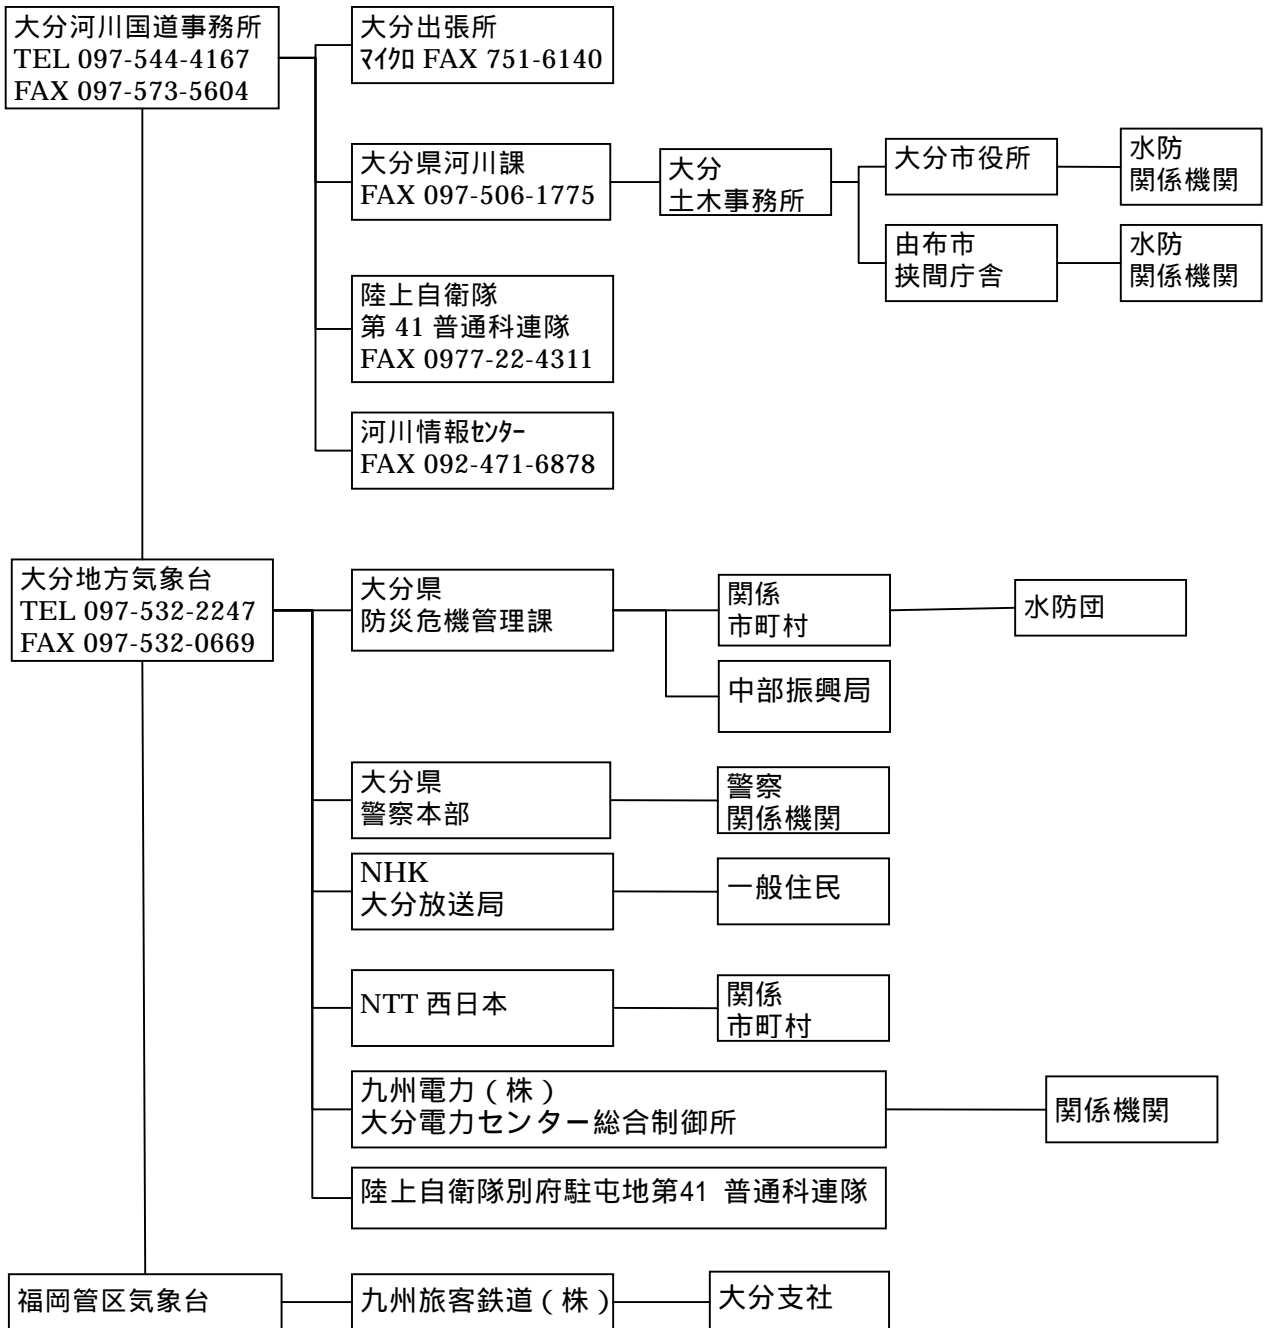 大分河川国道事務所
TEL 097-544-4167
FAX 097-573-5604
大分出張所
ﾏｲｸﾛ FAX 751-6140
大分県河川課
FAX 097-506-1775
大分
土木事務所
大分市役所
水防
関係機関
由布市
挾間庁舎
水防
関係機関
陸上自衛隊
第 41 普通科連隊
FAX 0977-22-4311
河川情報ｾﾝﾀｰ
FAX 092-471-6878
大分地方気象台
TEL 097-532-2247
FAX 097-532-0669
大分県
防災危機管理課
関係
市町村
水防団
中部振興局
大分県
警察本部
警察
関係機関
NHK
大分放送局
一般住民
NTT 西日本
関係
市町村
九州電力（株）
大分電力センター総合制御所
関係機関
陸上自衛隊別府駐屯地第41 普通科連隊
福岡管区気象台
九州旅客鉄道（株）
大分支社